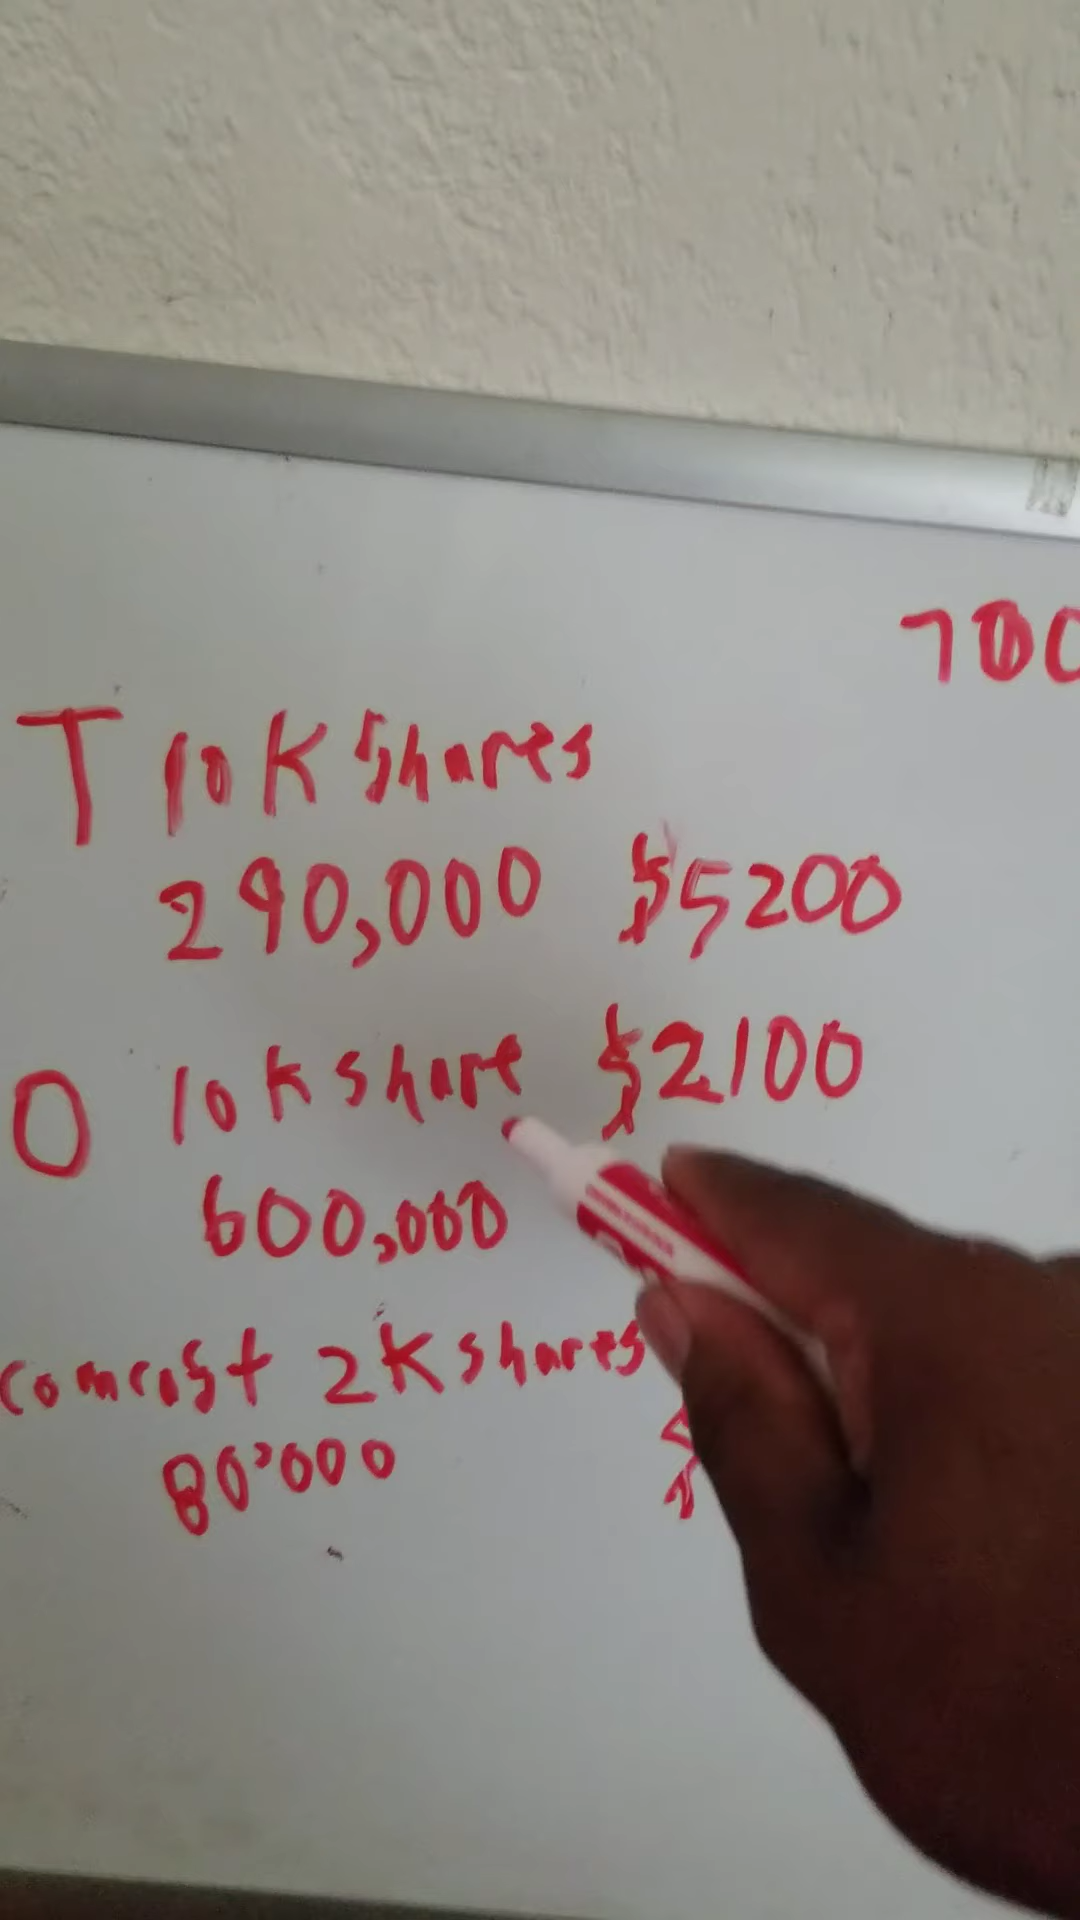 700
T 10K shares
290,000 $5200
O 10k share $2100
600,000
comcast 2K shares
80,000